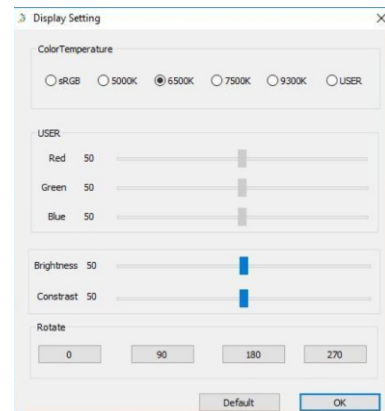 Display Setting
ColorTemperature
sRGB 5000K 6500K 7500K 9300K USER
USER
Red 50
Green 50
Blue 50
Brightness 50
Constrast 50
Rotate
0 90 180 270
Default OK